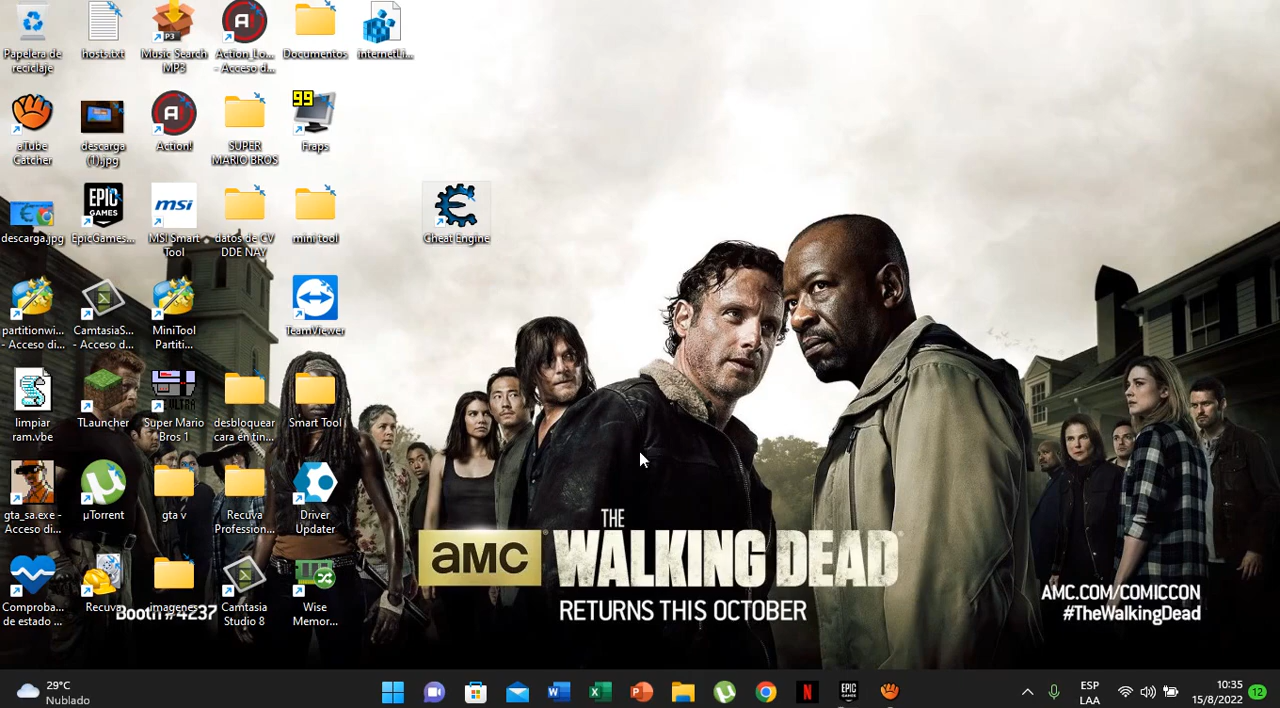 Papelera de
reciclaje
hosts.txt
Music Search
MP3
Action_Lo...
- Acceso d...
Documentos
internetLi...
aTube
Catcher
descarga
(1).jpg
Action!
SUPER
MARIO BROS
99
Fraps
descarga.jpg
EPIC
GAMES
EpicGames...
msi
MSI Smart
Tool
datos de CV
DDE NAY
mini tool
Cheat Engine
partitionwi...
- Acceso di...
CamtasiaS...
- Acceso d...
MiniTool
Partiti...
TeamViewer
limpiar
ram.vbe
TLauncher
Super Mario
Bros 1
desbloquear
cara en tin...
Smart Tool
gta_sa.exe -
Acceso di...
µTorrent
gta v
Recuva
Profession...
Driver
Updater
Comproba...
de estado ...
Recuva
imagenes
Camtasia
Studio 8
Wise
Memor...
Booth #4237
THE
amc WALKING DEAD
RETURNS THIS OCTOBER
AMC.COM/COMICCON
#TheWalkingDead
29°C
Nublado
ESP
LAA
10:35
15/8/2022
12